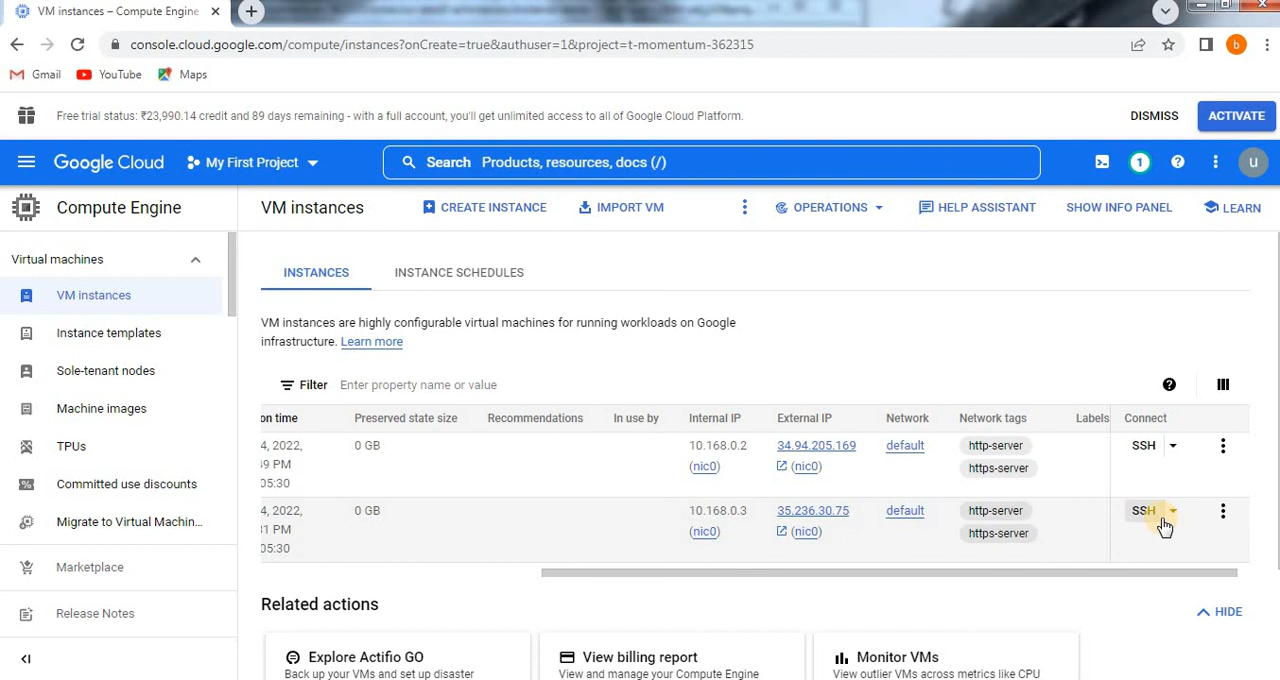 VM instances – Compute Engine
console.cloud.google.com/compute/instances?onCreate=true&authuser=1&project=t-momentum-362315
b
Gmail
YouTube
Maps
Free trial status: ₹23,990.14 credit and 89 days remaining - with a full account, you'll get unlimited access to all of Google Cloud Platform.
DISMISS
ACTIVATE
Google Cloud
My First Project
Search Products, resources, docs (/)
1
u
Compute Engine
VM instances
CREATE INSTANCE
IMPORT VM
OPERATIONS
HELP ASSISTANT
SHOW INFO PANEL
LEARN
Virtual machines
VM instances
Instance templates
Sole-tenant nodes
Machine images
TPUs
Committed use discounts
Migrate to Virtual Machin...
Marketplace
Release Notes
INSTANCES
INSTANCE SCHEDULES
VM instances are highly configurable virtual machines for running workloads on Google
infrastructure. Learn more
Filter Enter property name or value
on time Preserved state size Recommendations In use by Internal IP External IP Network Network tags Labels Connect
4, 2022, 0 GB 10.168.0.2 34.94.205.169 default http-server SSH
9 PM (nic0) (nic0) https-server
05:30
4, 2022, 0 GB 10.168.0.3 35.236.30.75 default http-server SSH
1 PM (nic0) (nic0) https-server
05:30
Related actions
HIDE
Explore Actifio GO
Back up your VMs and set up disaster
View billing report
View and manage your Compute Engine
Monitor VMs
View outlier VMs across metrics like CPU